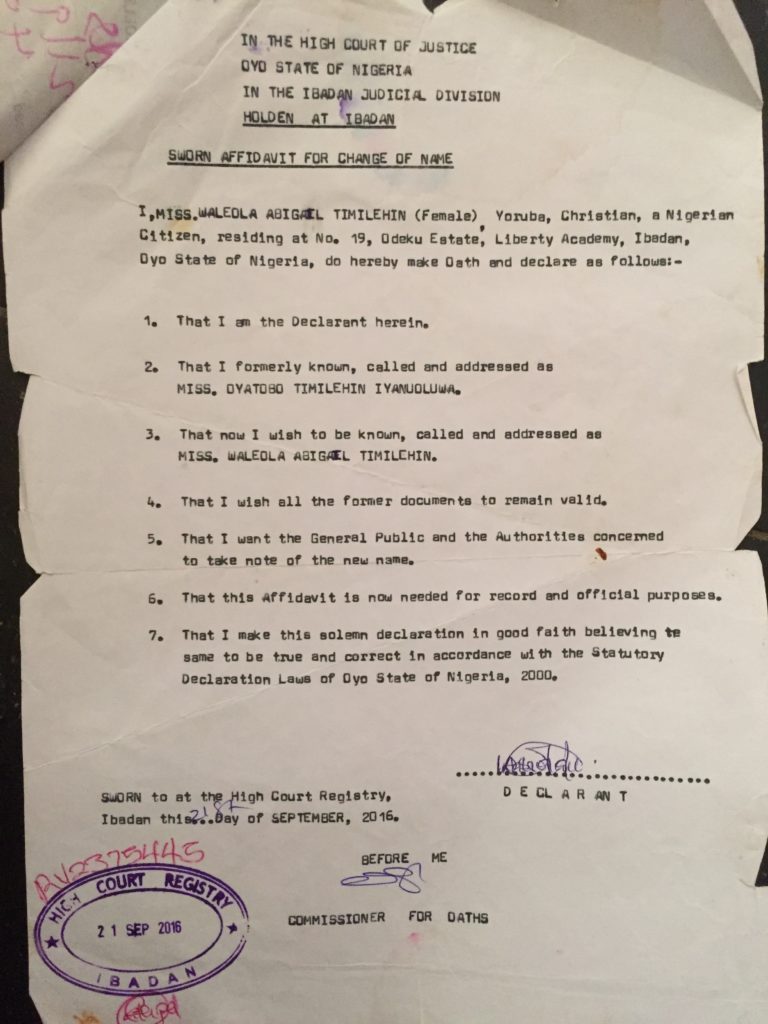 IN THE HIGH COURT OF JUSTICE
OYO STATE OF NIGERIA
IN THE IBADAN JUDICIAL DIVISION
HOLDEN AT IBADAN
SWORN AFFIDAVIT FOR CHANGE OF NAME
I, MISS. WALEOLA ABIGAEL TIMILEHIN (Female), Yoruba, Christian, a Nigerian
Citizen, residing at No. 19, Odeku Estate, Liberty Academy, Ibadan,
Oyo State of Nigeria, do hereby make Oath and declare as follows:-
1. That I am the Declarant herein.
2. That I formerly known, called and addressed as
MISS. OYATOBO TIMILEHIN IYANUOLUWA.
3. That now I wish to be known, called and addressed as
MISS. WALEOLA ABIGAEL TIMILEHIN.
4. That I wish all the former documents to remain valid.
5. That I want the General Public and the Authorities concerned
to take note of the new name.
6. That this Affidavit is now needed for record and official purposes.
7. That I make this solemn declaration in good faith believing te
same to be true and correct in accordance with the Statutory
Declaration Laws of Oyo State of Nigeria, 2000.
DECLARANT
SWORN to at the High Court Registry,
Ibadan this 21st Day of SEPTEMBER, 2016.
RV2375445
BEFORE ME
HIGH COURT REGISTRY
21 SEP 2016
IBADAN
COMMISSIONER FOR OATHS